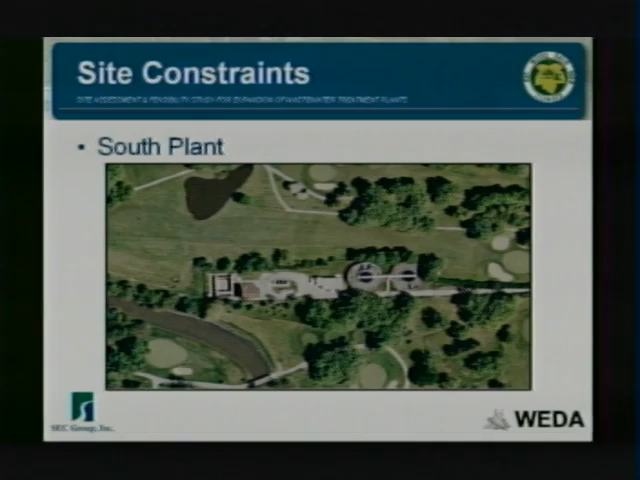 Site Constraints
SITE ASSESSMENT & FEASIBILITY STUDY FOR EXPANSION OF WASTEWATER TREATMENT PLANTS
• South Plant
SEC Group, Inc.
WEDA